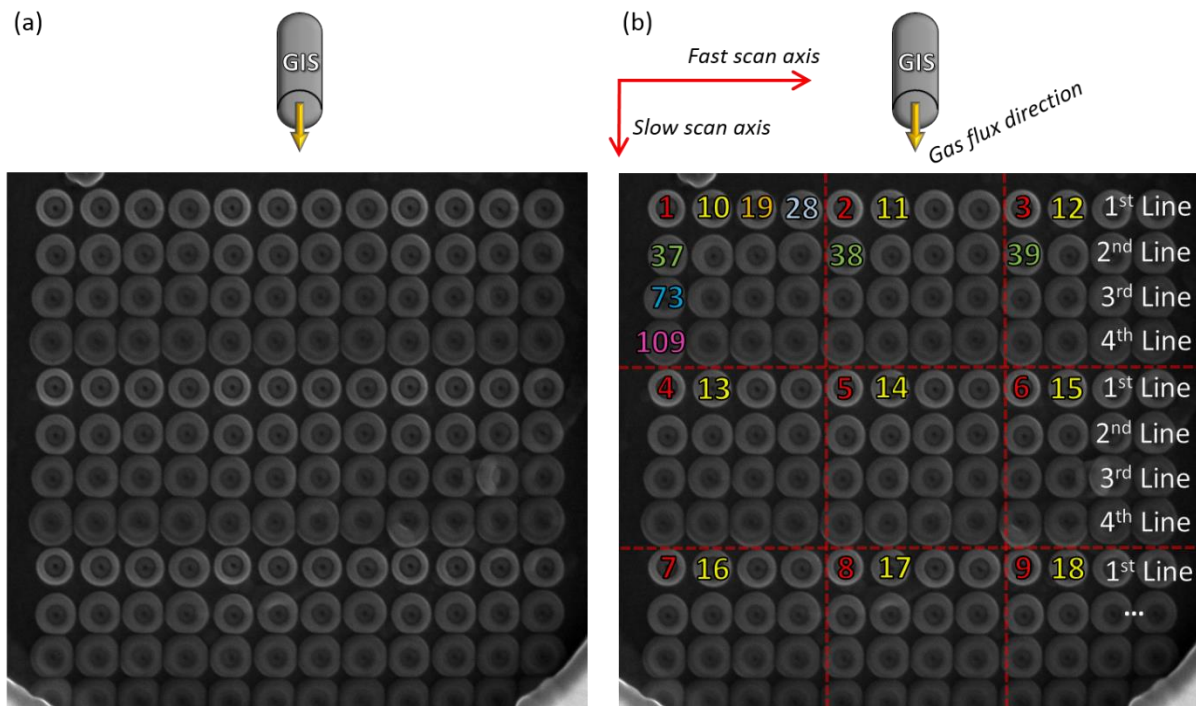 (a)
GIS
(b)
Fast scan axis
GIS
Slow scan axis
Gas flux direction
1 10 19 28 2 11 3 12 1st Line
37 38 39 2nd Line
73 3rd Line
109 4th Line
4 13 5 14 6 15 1st Line
2nd Line
3rd Line
4th Line
7 16 8 17 9 18 1st Line
...